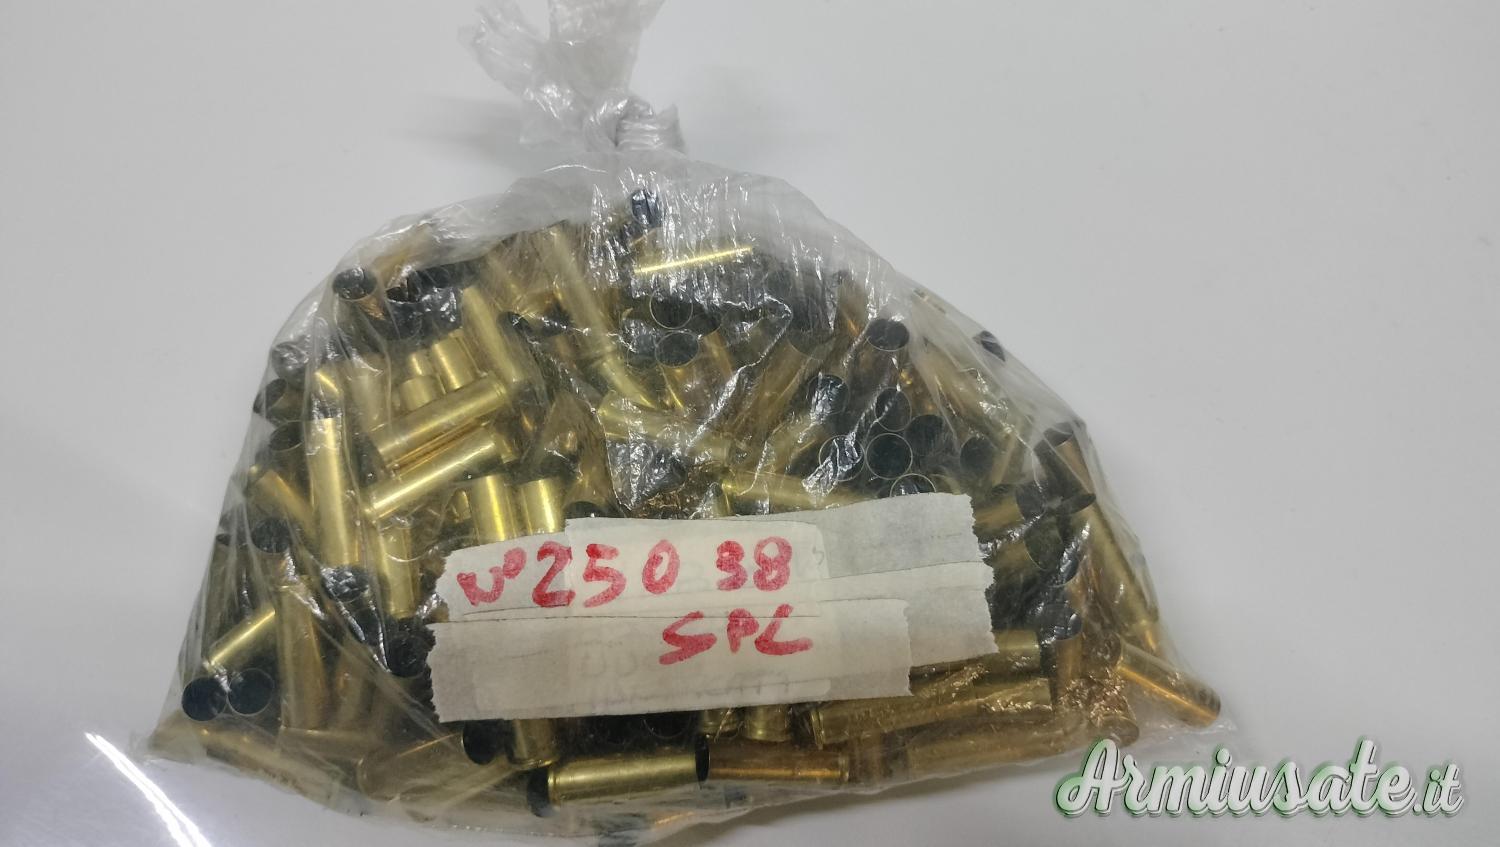 N° 250 38
SPL
Armiusate.it